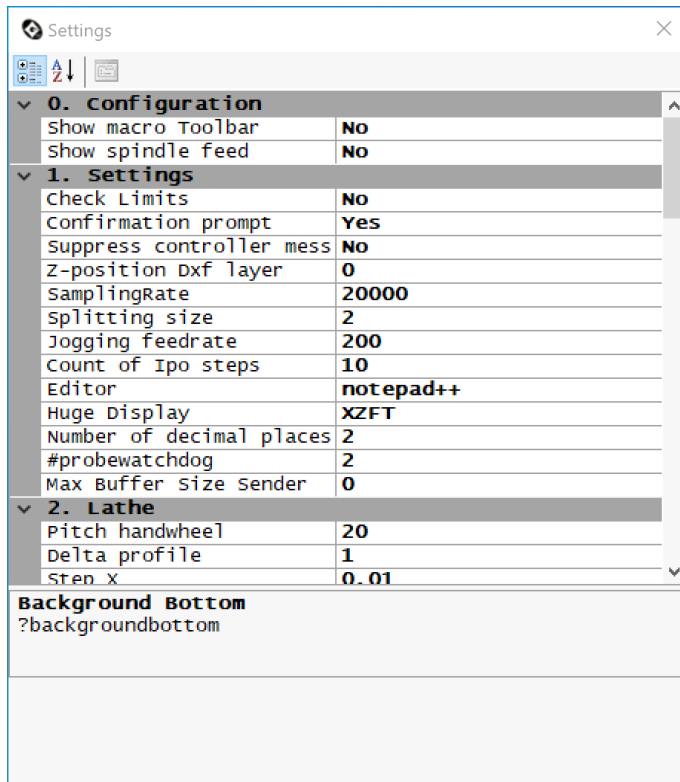 Settings
0. Configuration
Show macro Toolbar No
Show spindle feed No
1. Settings
Check Limits No
Confirmation prompt Yes
Suppress controller mess No
Z-position Dxf layer 0
SamplingRate 20000
Splitting size 2
Jogging feedrate 200
Count of Ipo steps 10
Editor notepad++
Huge Display XZFT
Number of decimal places 2
#probewatchdog 2
Max Buffer Size Sender 0
2. Lathe
Pitch handwheel 20
Delta profile 1
Step X 0.01
Background Bottom
?backgroundbottom